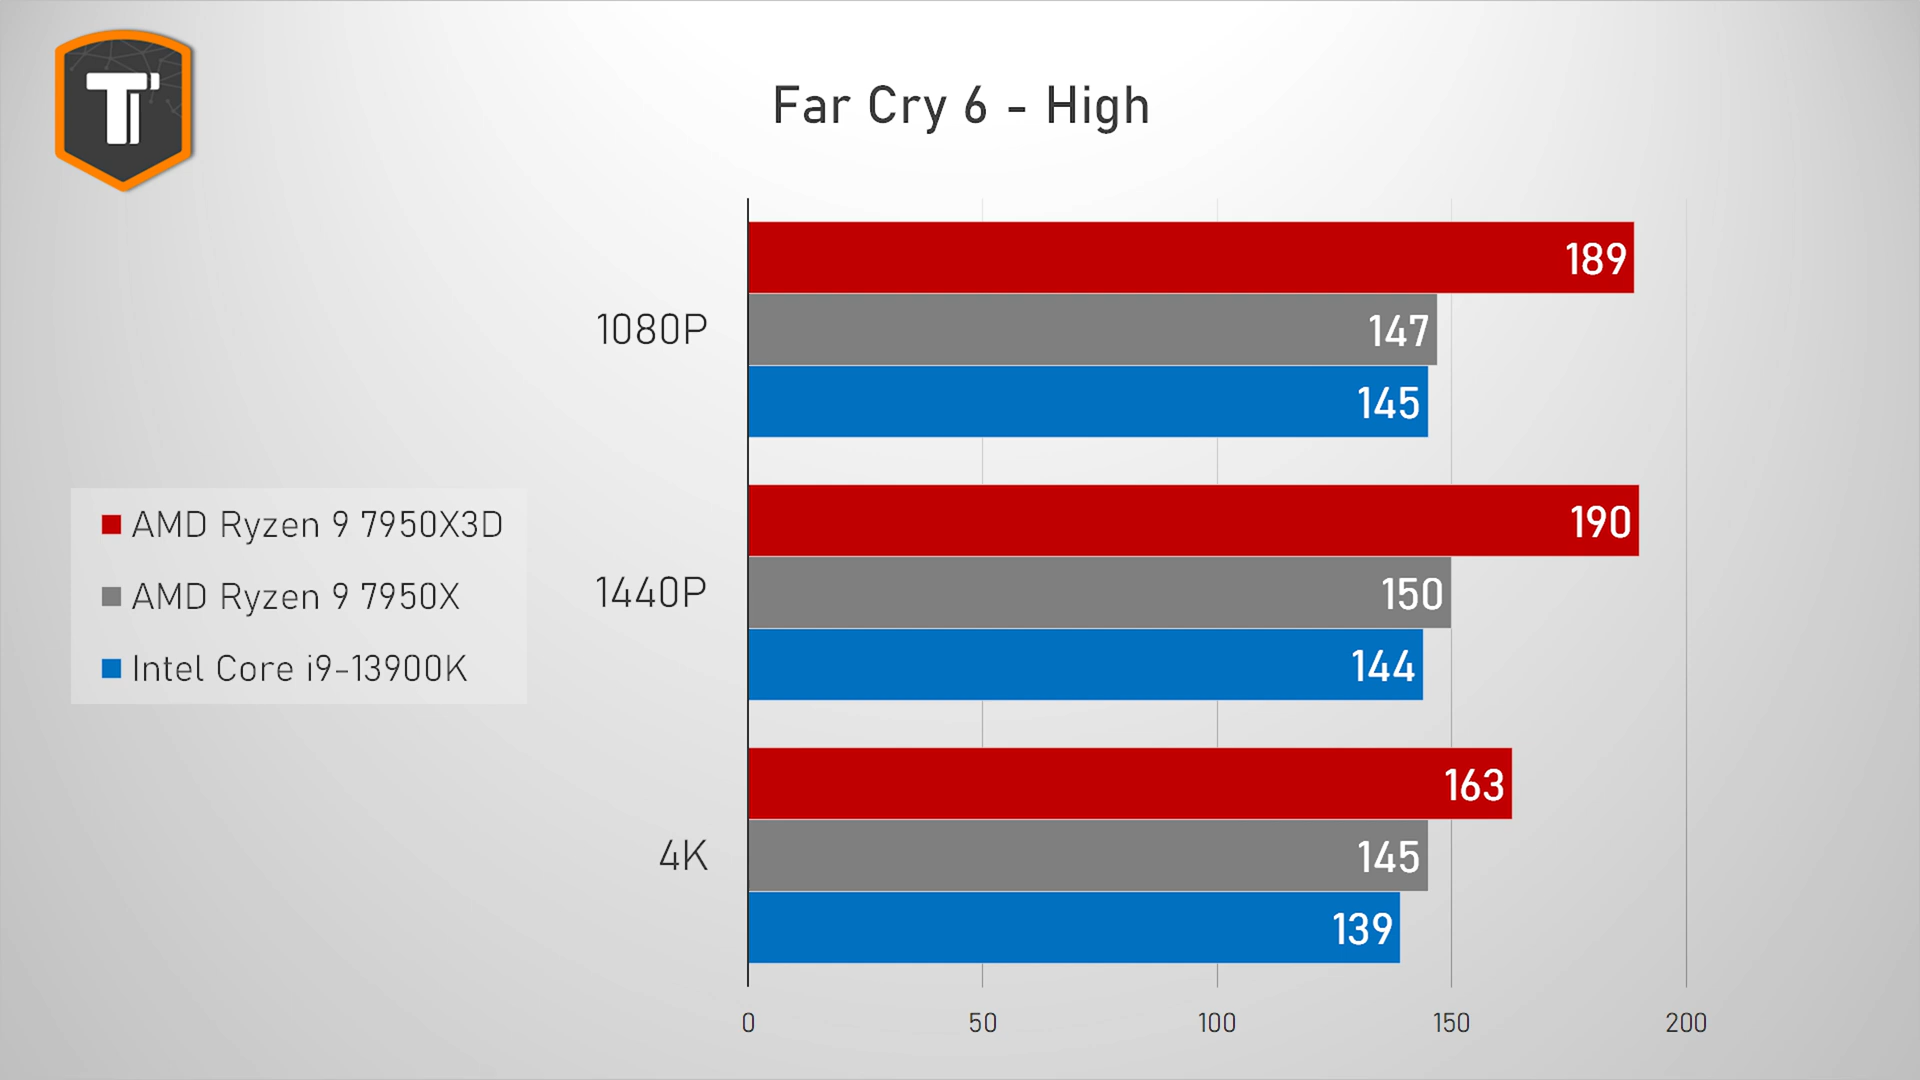 Far Cry 6 - High
1080P
189
147
145
1440P
190
150
144
4K
163
145
139
AMD Ryzen 9 7950X3D
AMD Ryzen 9 7950X
Intel Core i9-13900K
0 50 100 150 200